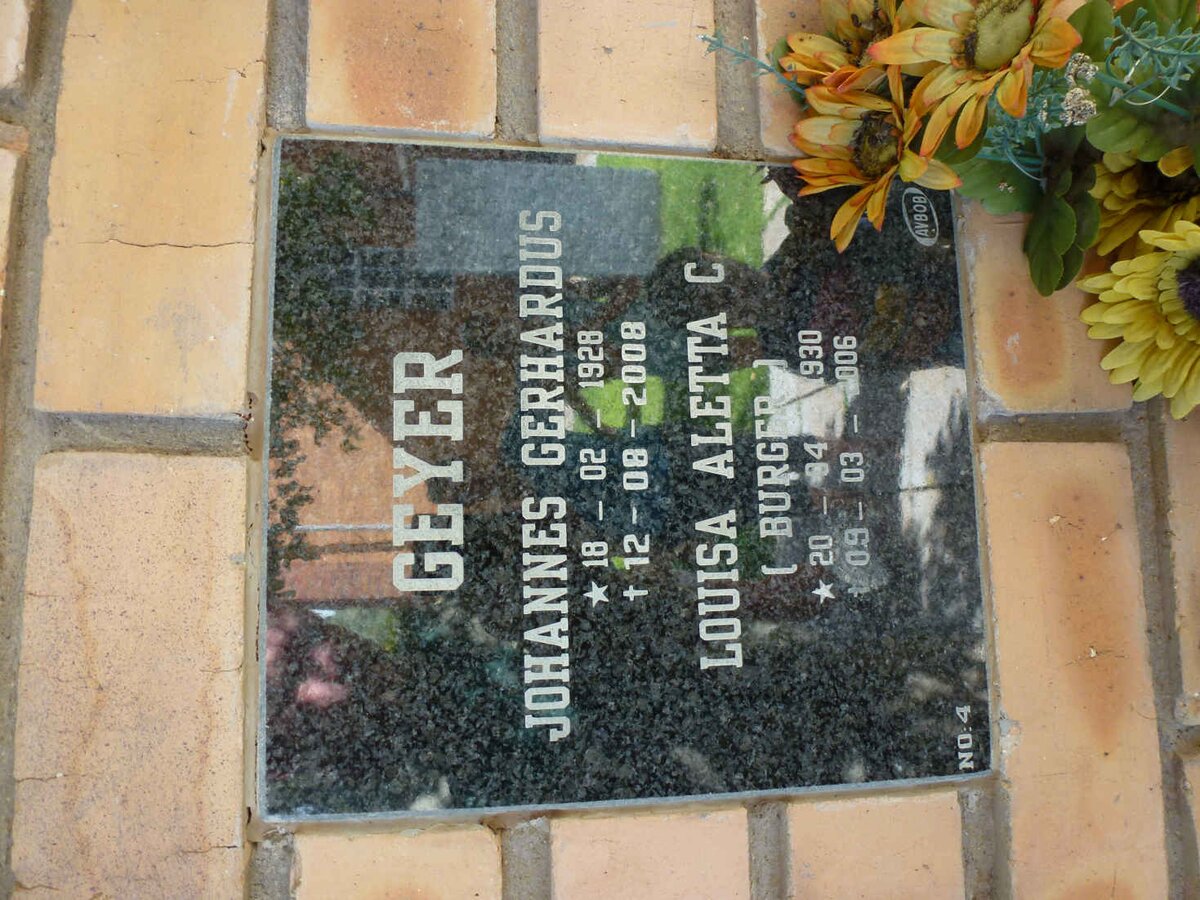 GEYER
JOHANNES GERHARDUS
★ 18 - 02 - 1928
† 12 - 08 - 2008
LOUISA ALETTA C
( BURGER )
★ 20 - 04 - 1930
† 09 - 03 - 2006
NO:4
AVBOB